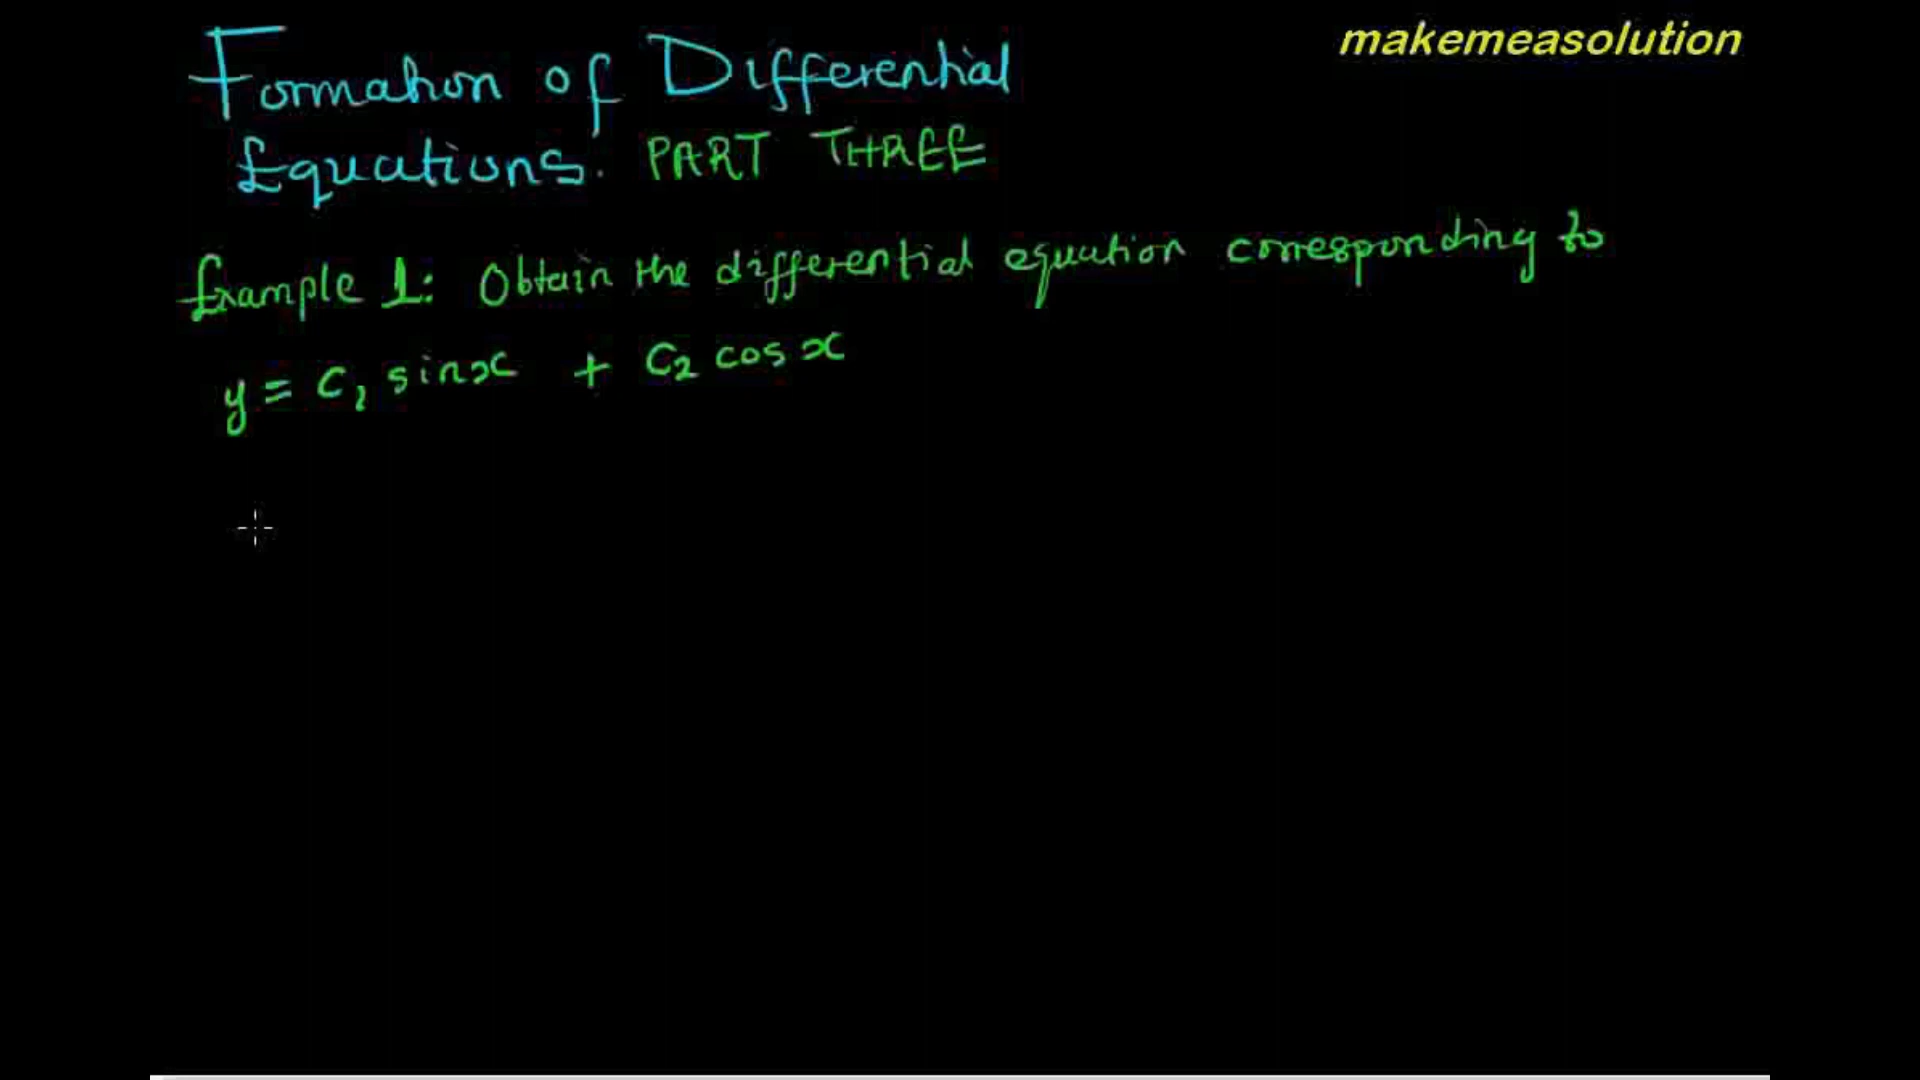 makemeasolution
Formation of Differential
Equations. PART THREE
Example 1: Obtain the differential equation corresponding to
y = C₁ sinx + C₂ cos x